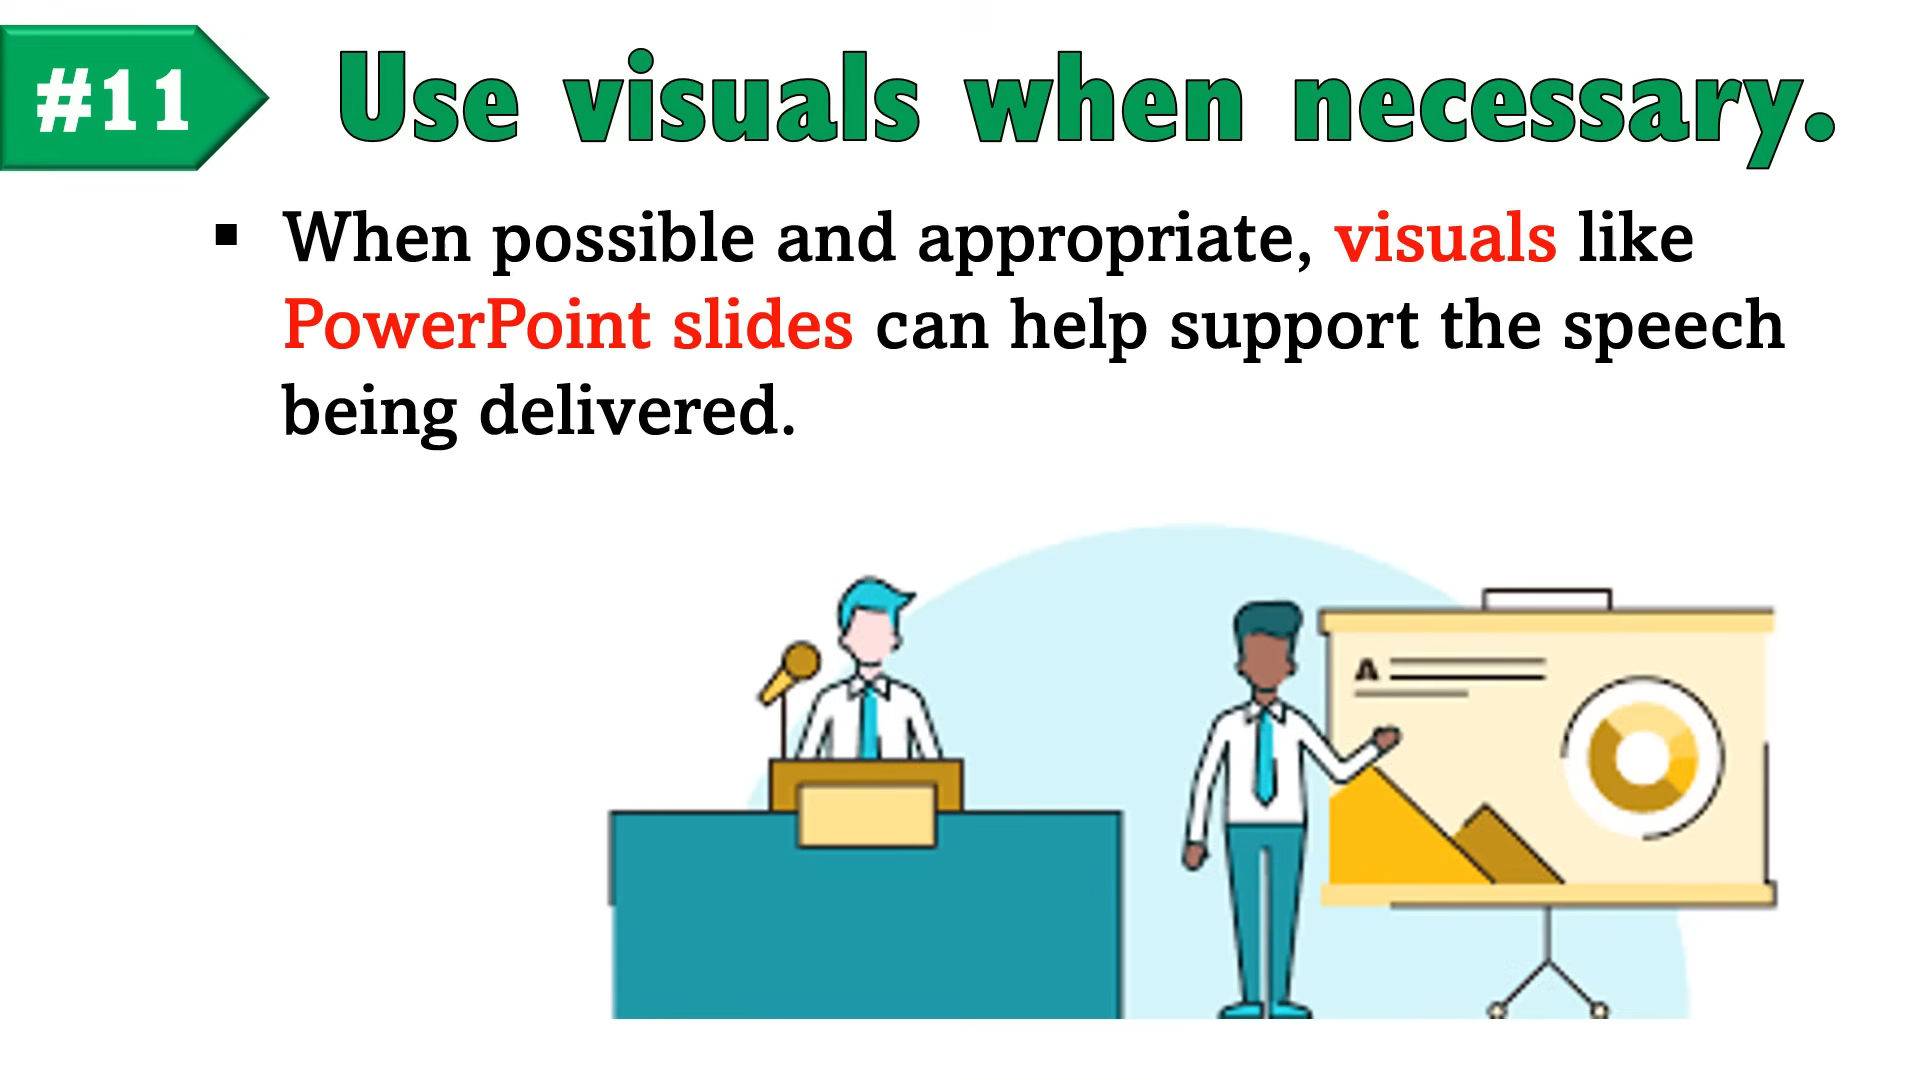 #11
Use visuals when necessary.
▪ When possible and appropriate, visuals like
PowerPoint slides can help support the speech
being delivered.
A